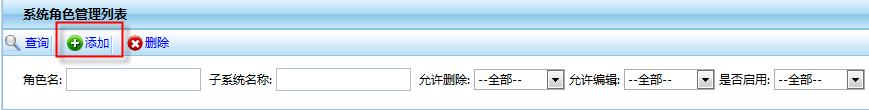 系统角色管理列表
查询 添加 删除
角色名: 子系统名称: 允许删除: --全部-- 允许编辑: --全部-- 是否启用: --全部--